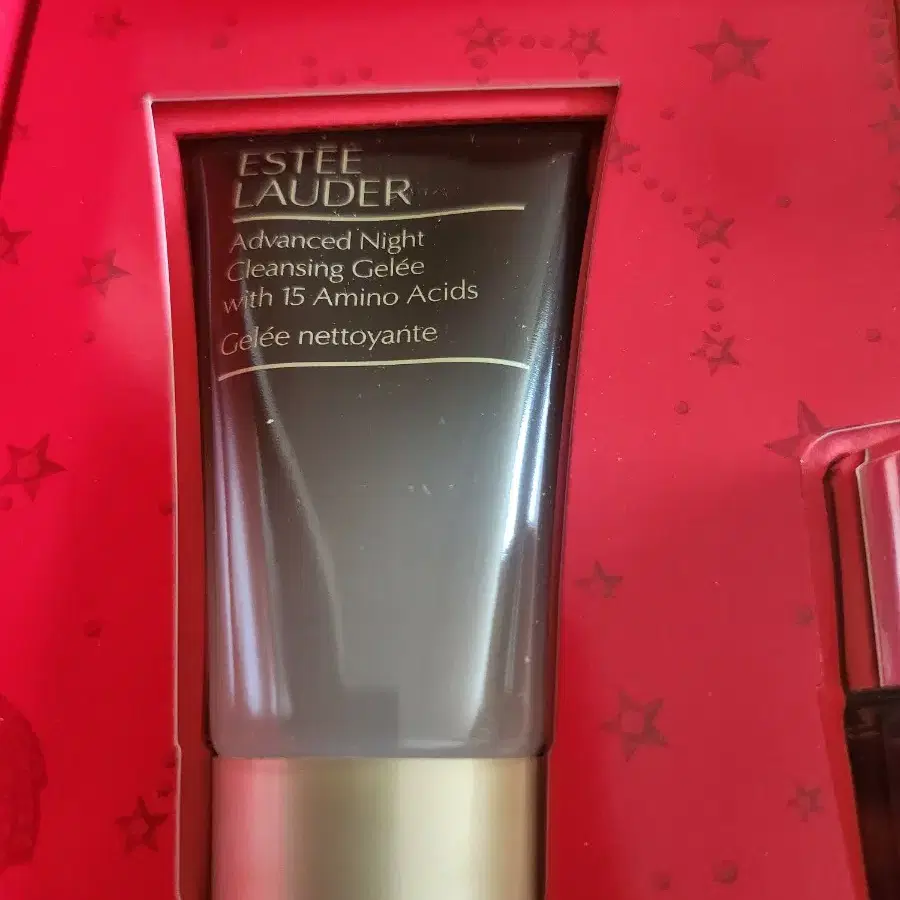 ESTĒE
LAUDER
Advanced Night
Cleansing Gelée
with 15 Amino Acids
Gelée nettoyante